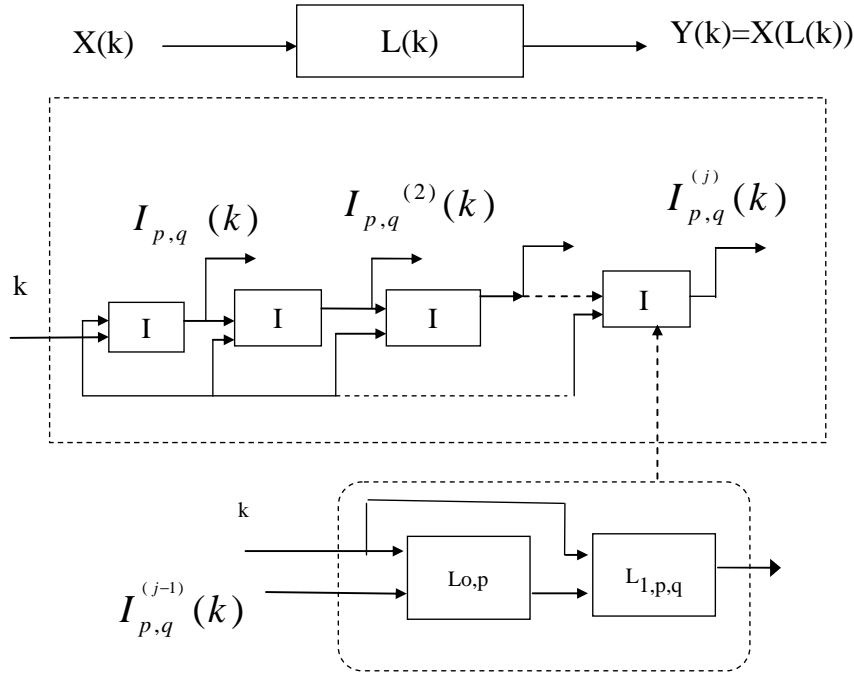 X(k)
L(k)
Y(k)=X(L(k))
I_{p,q} (k)
I_{p,q}^{(2)}(k)
I_{p,q}^{(j)}(k)
k
I
I
I
I
k
Lo,p
L_{1,p,q}
I_{p,q}^{(j-1)}(k)